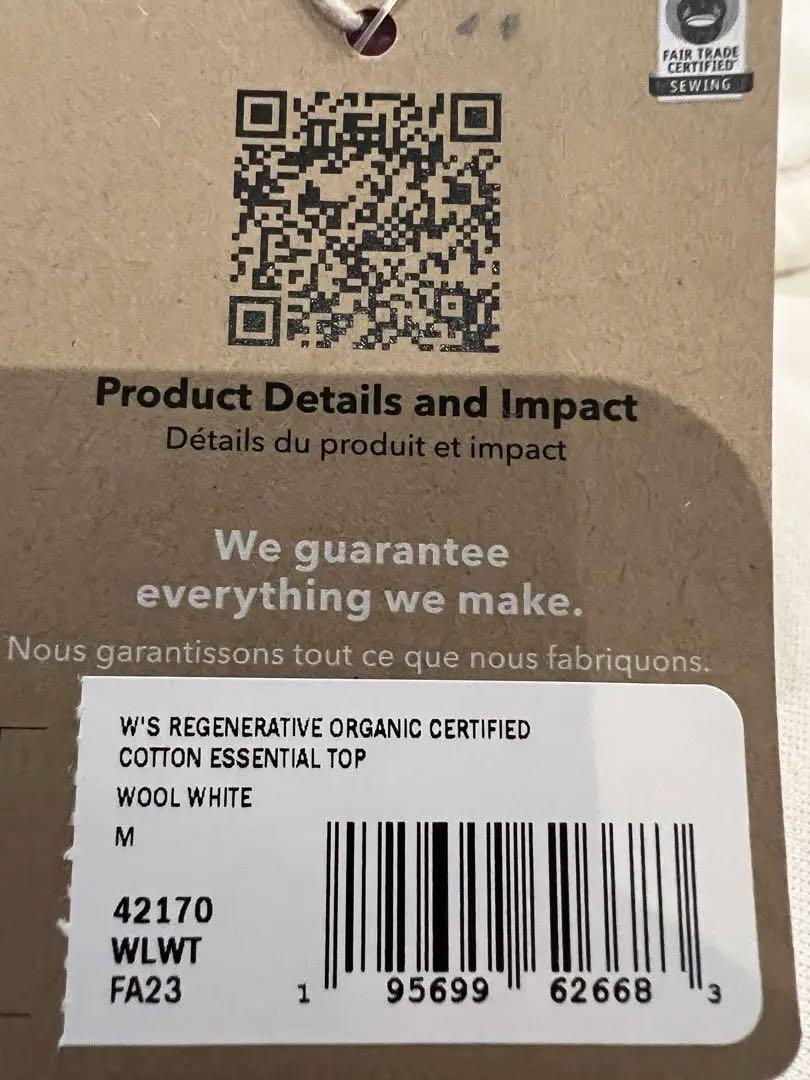 FAIR TRADE
CERTIFIED
SEWING
Product Details and Impact
Détails du produit et impact
We guarantee
everything we make.
Nous garantissons tout ce que nous fabriquons.
W'S REGENERATIVE ORGANIC CERTIFIED
COTTON ESSENTIAL TOP
WOOL WHITE
M
42170
WLWT
FA23
1 95699 62668 3